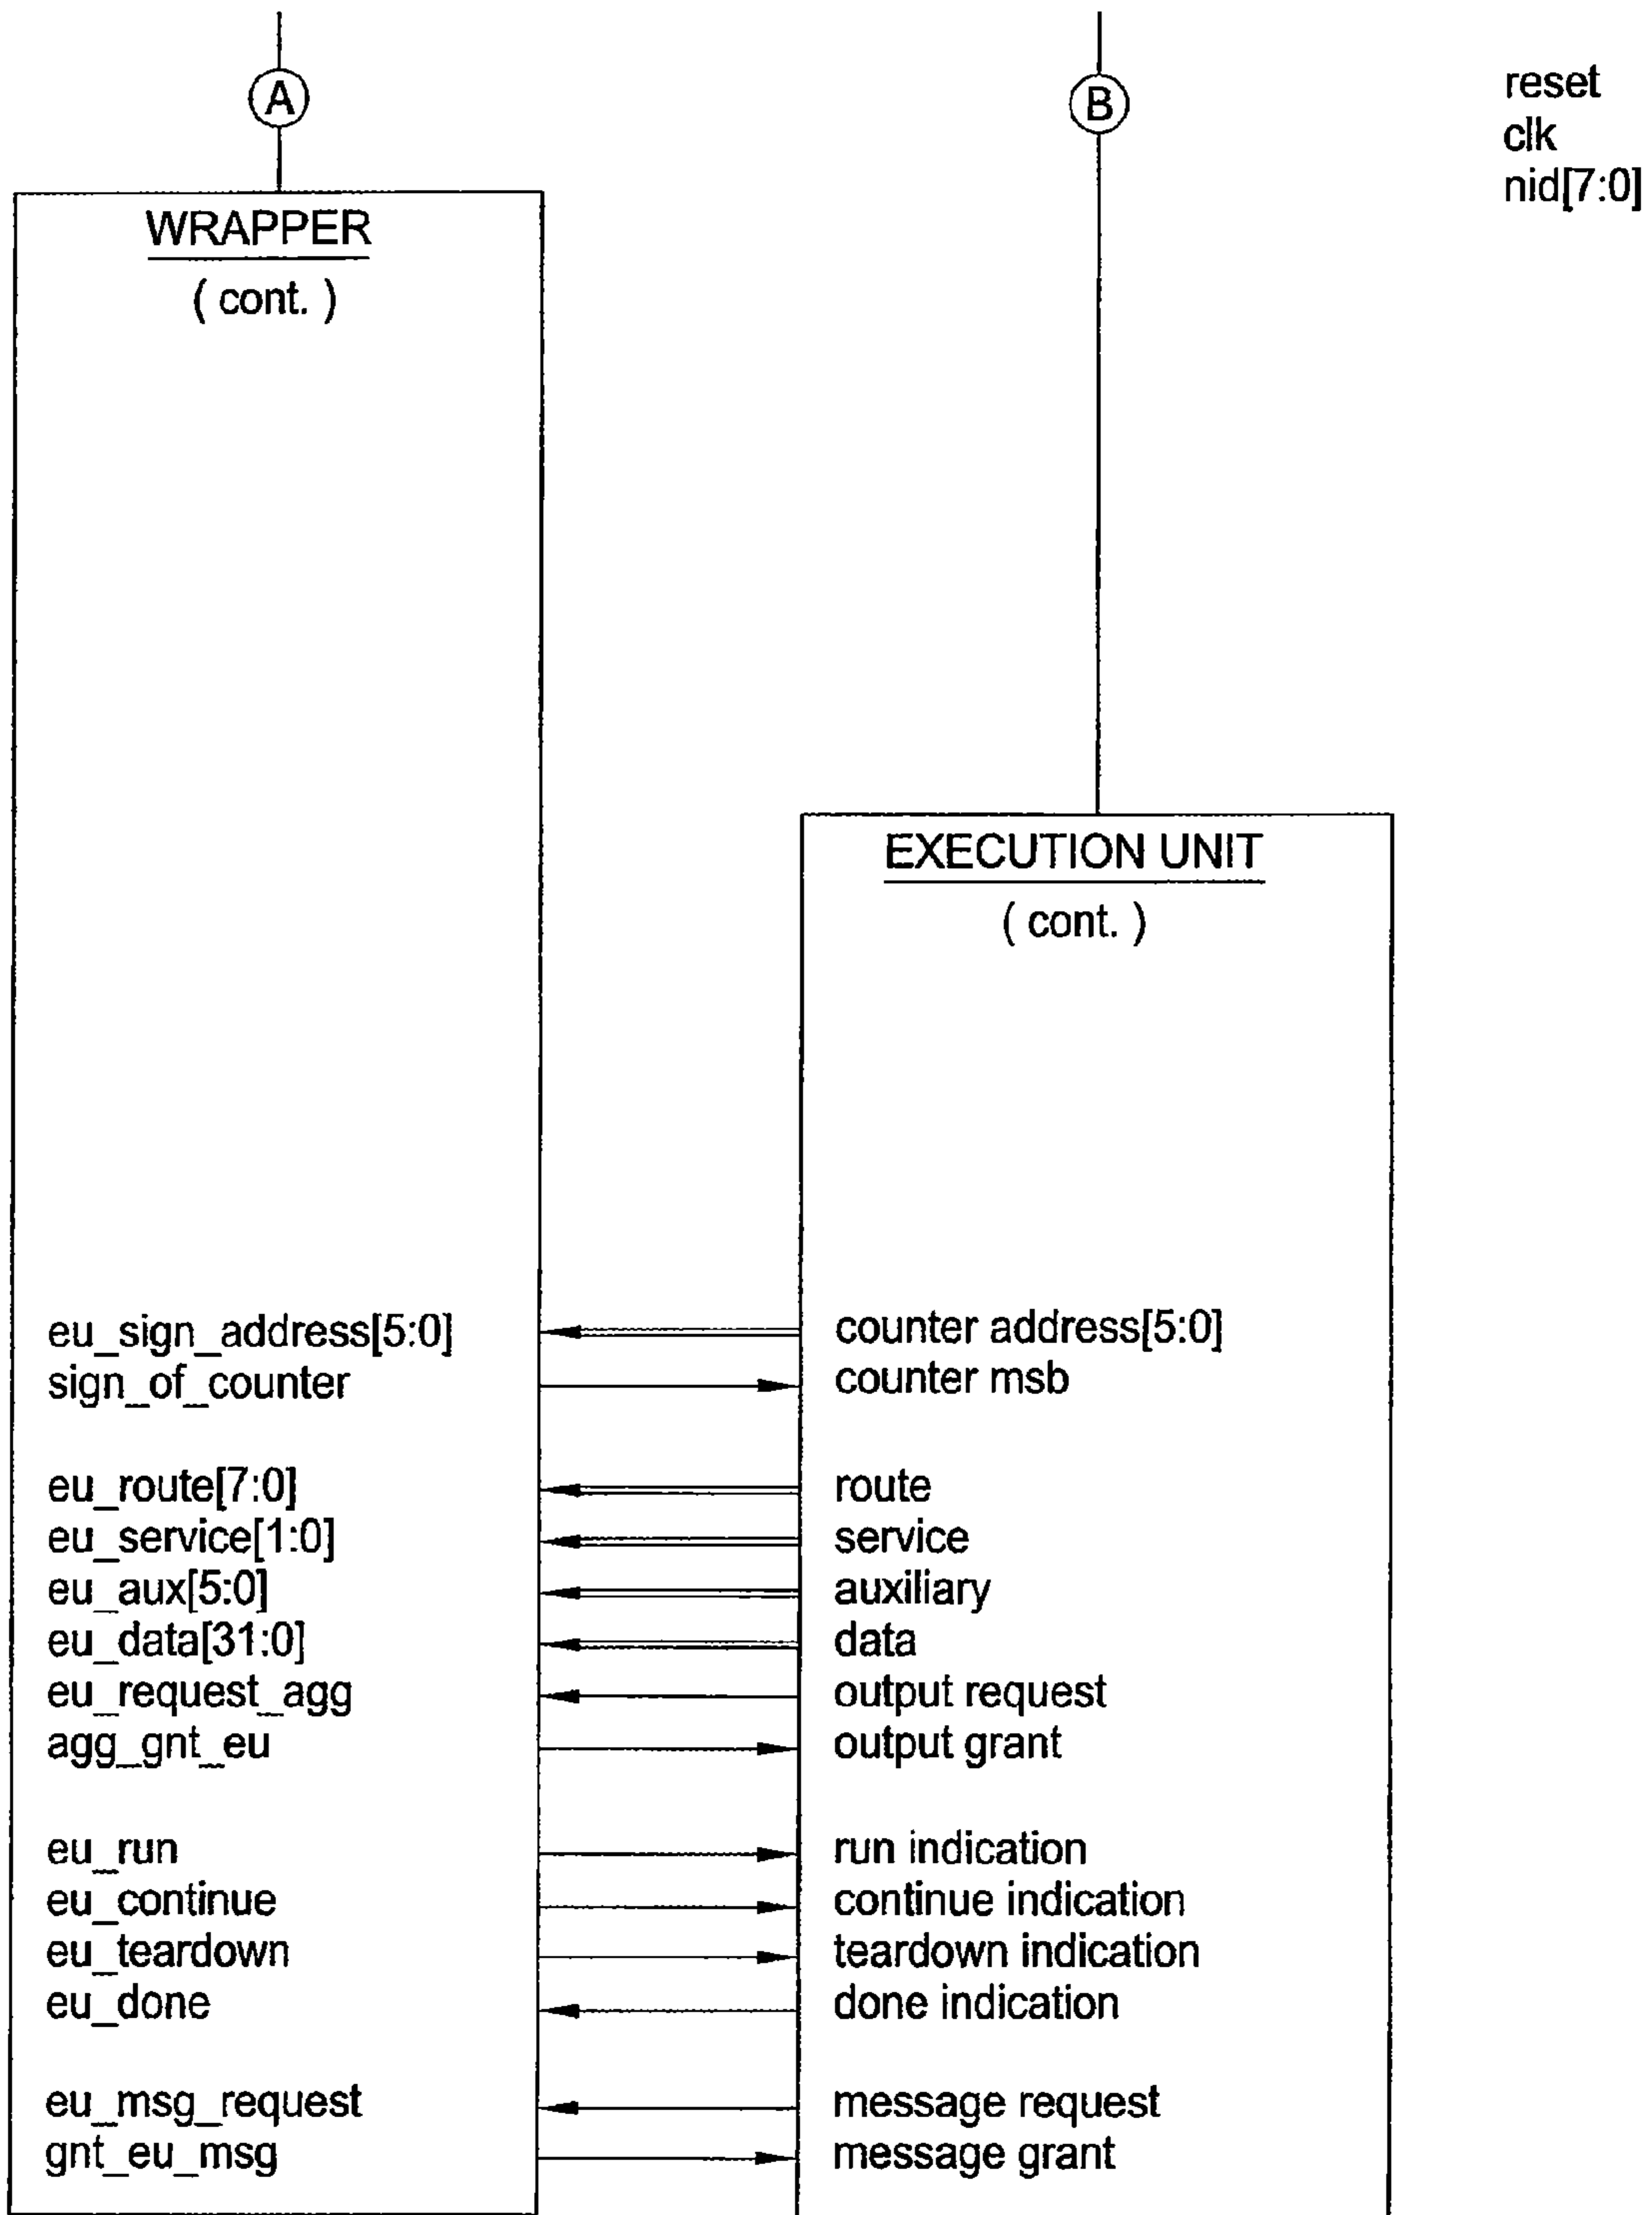 A
B
reset
clk
nid[7:0]
WRAPPER
( cont. )
EXECUTION UNIT
( cont. )
eu_sign_address[5:0] counter address[5:0]
sign_of_counter counter msb
eu_route[7:0] route
eu_service[1:0] service
eu_aux[5:0] auxiliary
eu_data[31:0] data
eu_request_agg output request
agg_gnt_eu output grant
eu_run run indication
eu_continue continue indication
eu_teardown teardown indication
eu_done done indication
eu_msg_request message request
gnt_eu_msg message grant